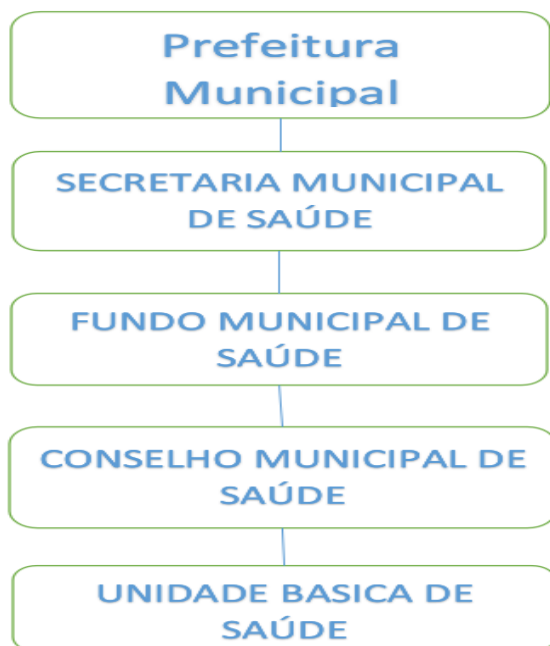 Prefeitura
Municipal
SECRETARIA MUNICIPAL
DE SAÚDE
FUNDO MUNICIPAL DE
SAÚDE
CONSELHO MUNICIPAL DE
SAÚDE
UNIDADE BASICA DE
SAÚDE